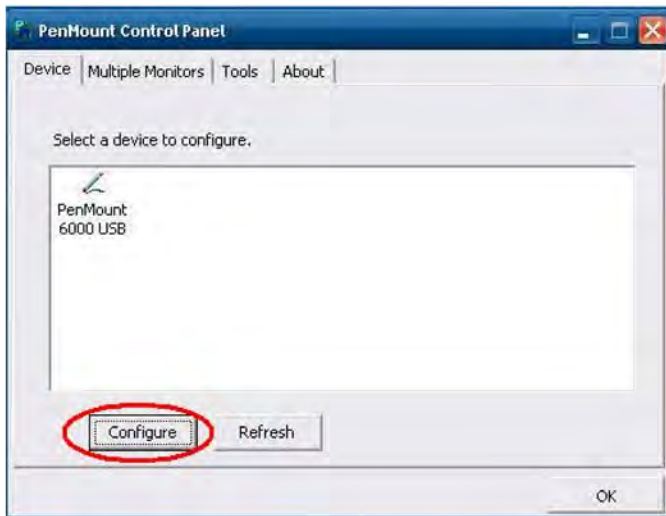 PenMount Control Panel
Device Multiple Monitors Tools About
Select a device to configure.
PenMount
6000 USB
Configure Refresh
OK